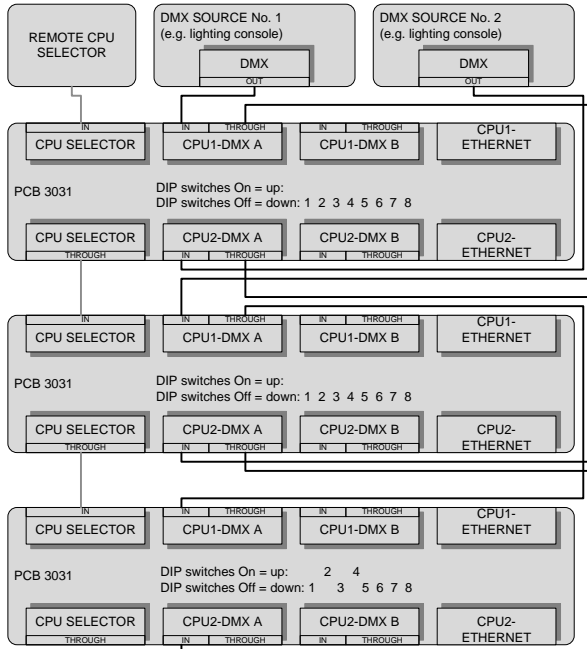 REMOTE CPU
SELECTOR
DMX SOURCE No. 1
(e.g. lighting console)
DMX
OUT
DMX SOURCE No. 2
(e.g. lighting console)
DMX
OUT
IN
CPU SELECTOR
IN THROUGH
CPU1-DMX A
IN THROUGH
CPU1-DMX B
CPU1-
ETHERNET
PCB 3031
DIP switches On = up:
DIP switches Off = down: 1 2 3 4 5 6 7 8
CPU SELECTOR
THROUGH
CPU2-DMX A
IN THROUGH
CPU2-DMX B
IN THROUGH
CPU2-
ETHERNET
IN
CPU SELECTOR
IN THROUGH
CPU1-DMX A
IN THROUGH
CPU1-DMX B
CPU1-
ETHERNET
PCB 3031
DIP switches On = up:
DIP switches Off = down: 1 2 3 4 5 6 7 8
CPU SELECTOR
THROUGH
CPU2-DMX A
IN THROUGH
CPU2-DMX B
IN THROUGH
CPU2-
ETHERNET
IN
CPU SELECTOR
IN THROUGH
CPU1-DMX A
IN THROUGH
CPU1-DMX B
CPU1-
ETHERNET
PCB 3031
DIP switches On = up: 2 4
DIP switches Off = down: 1 3 5 6 7 8
CPU SELECTOR
THROUGH
CPU2-DMX A
IN THROUGH
CPU2-DMX B
IN THROUGH
CPU2-
ETHERNET